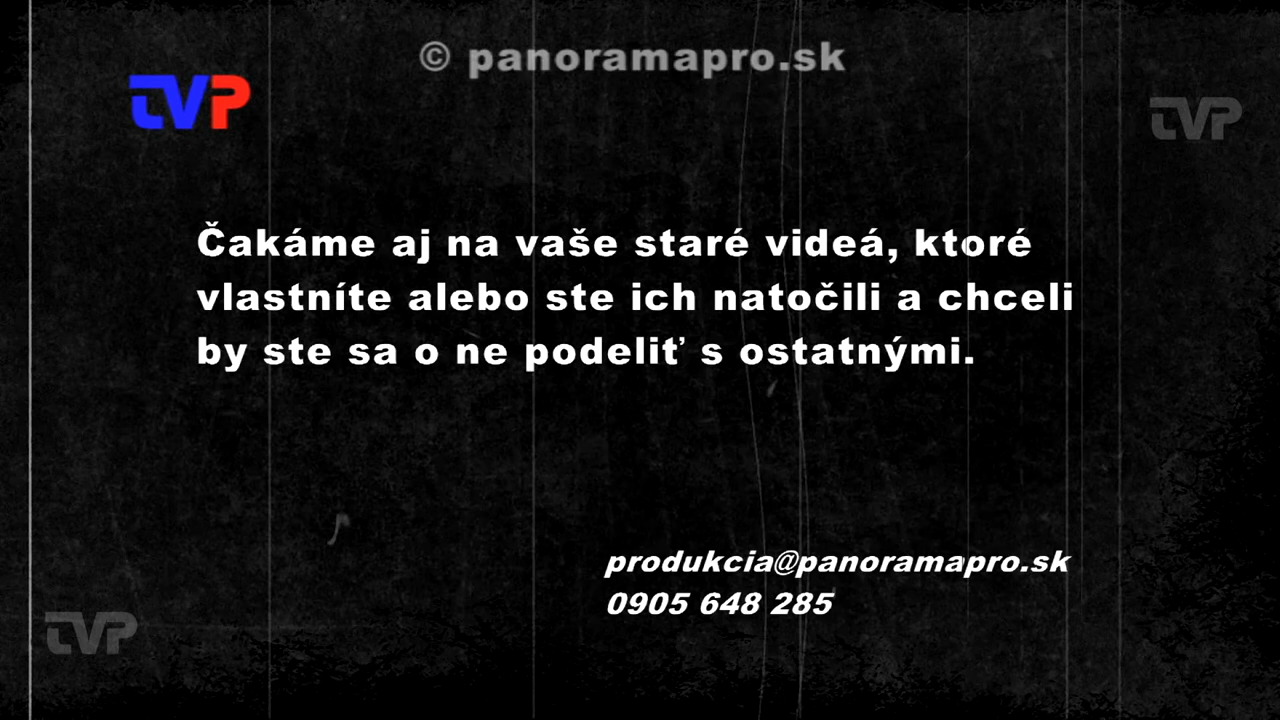 © panoramapro.sk
TVP
TVP
Čakáme aj na vaše staré videá, ktoré
vlastníte alebo ste ich natočili a chceli
by ste sa o ne podeliť s ostatnými.
produkcia@panoramapro.sk
0905 648 285
TVP